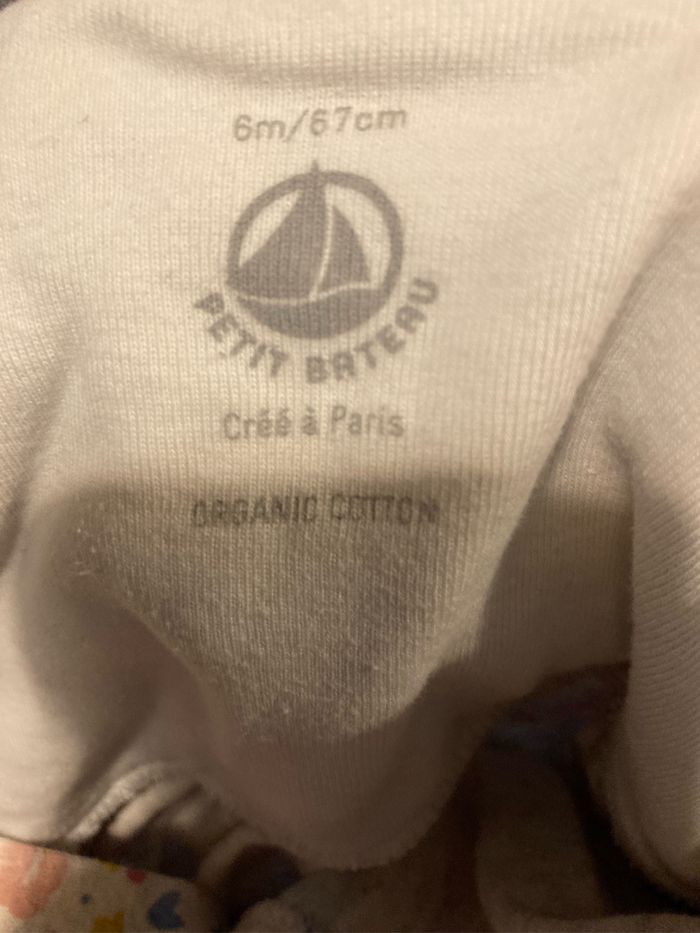 6m/67cm
PETIT BATEAU
Créé à Paris
ORGANIC COTTON